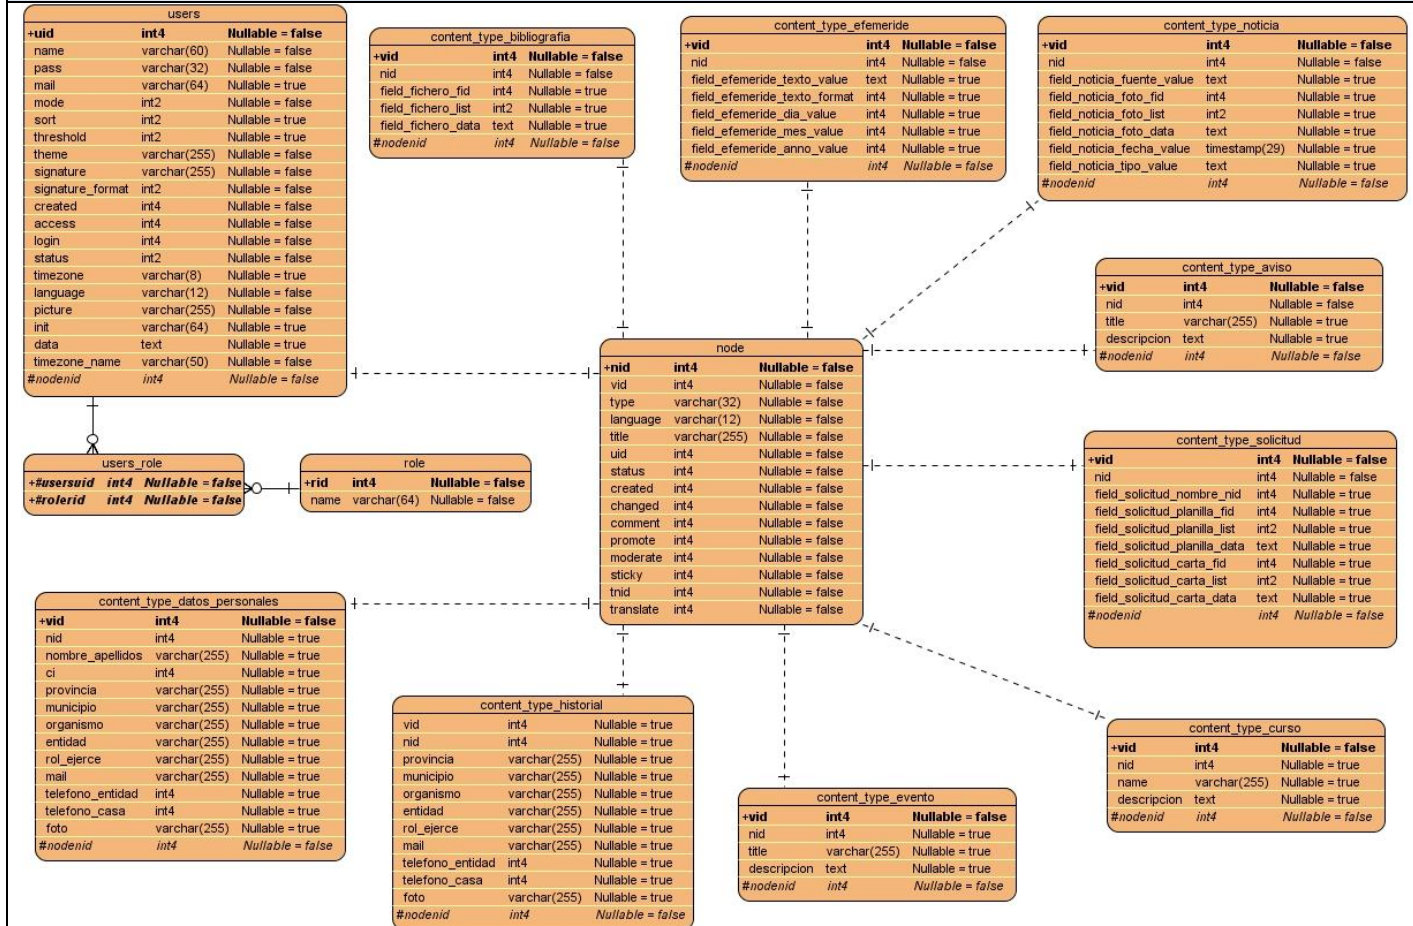 users
+uid int4 Nullable = false
name varchar(60) Nullable = false
pass varchar(32) Nullable = false
mail varchar(64) Nullable = true
mode int2 Nullable = false
sort int2 Nullable = true
threshold int2 Nullable = true
theme varchar(255) Nullable = false
signature varchar(255) Nullable = false
signature_format int2 Nullable = false
created int4 Nullable = false
access int4 Nullable = false
login int4 Nullable = false
status int2 Nullable = false
timezone varchar(8) Nullable = true
language varchar(12) Nullable = false
picture varchar(255) Nullable = false
init varchar(64) Nullable = true
data text Nullable = true
timezone_name varchar(50) Nullable = false
#nodenid int4 Nullable = false
content_type_bibliografia
+vid int4 Nullable = false
nid int4 Nullable = false
field_fichero_fid int4 Nullable = true
field_fichero_list int2 Nullable = true
field_fichero_data text Nullable = true
#nodenid int4 Nullable = false
content_type_efemeride
+vid int4 Nullable = false
nid int4 Nullable = false
field_efemeride_texto_value text Nullable = true
field_efemeride_texto_format int4 Nullable = true
field_efemeride_dia_value int4 Nullable = true
field_efemeride_mes_value int4 Nullable = true
field_efemeride_anno_value int4 Nullable = true
#nodenid int4 Nullable = false
content_type_noticia
+vid int4 Nullable = false
nid int4 Nullable = false
field_noticia_fuente_value text Nullable = true
field_noticia_foto_fid int4 Nullable = true
field_noticia_foto_list int2 Nullable = true
field_noticia_foto_data text Nullable = true
field_noticia_fecha_value timestamp(29) Nullable = true
field_noticia_tipo_value text Nullable = true
#nodenid int4 Nullable = false
content_type_aviso
+vid int4 Nullable = false
nid int4 Nullable = false
title varchar(255) Nullable = true
descripcion text Nullable = true
#nodenid int4 Nullable = false
node
+nid int4 Nullable = false
vid int4 Nullable = false
type varchar(32) Nullable = false
language varchar(12) Nullable = false
title varchar(255) Nullable = false
uid int4 Nullable = false
status int4 Nullable = false
created int4 Nullable = false
changed int4 Nullable = false
comment int4 Nullable = false
promote int4 Nullable = false
moderate int4 Nullable = false
sticky int4 Nullable = false
tnid int4 Nullable = false
translate int4 Nullable = false
users_role
+#usersuid int4 Nullable = false
+#rolerid int4 Nullable = false
role
+rid int4 Nullable = false
name varchar(64) Nullable = false
content_type_solicitud
+vid int4 Nullable = false
nid int4 Nullable = false
field_solicitud_nombre_nid int4 Nullable = true
field_solicitud_planilla_fid int4 Nullable = true
field_solicitud_planilla_list int2 Nullable = true
field_solicitud_planilla_data text Nullable = true
field_solicitud_carta_fid int4 Nullable = true
field_solicitud_carta_list int2 Nullable = true
field_solicitud_carta_data text Nullable = true
#nodenid int4 Nullable = false
content_type_datos_personales
+vid int4 Nullable = false
nid int4 Nullable = true
nombre_apellidos varchar(255) Nullable = true
ci int4 Nullable = true
provincia varchar(255) Nullable = true
municipio varchar(255) Nullable = true
organismo varchar(255) Nullable = true
entidad varchar(255) Nullable = true
rol_ejerce varchar(255) Nullable = true
mail varchar(255) Nullable = true
telefono_entidad int4 Nullable = true
telefono_casa int4 Nullable = true
foto varchar(255) Nullable = true
#nodenid int4 Nullable = false
content_type_historial
vid int4 Nullable = true
nid int4 Nullable = true
provincia varchar(255) Nullable = true
municipio varchar(255) Nullable = true
organismo varchar(255) Nullable = true
entidad varchar(255) Nullable = true
rol_ejerce varchar(255) Nullable = true
mail varchar(255) Nullable = true
telefono_entidad int4 Nullable = true
telefono_casa int4 Nullable = true
foto varchar(255) Nullable = true
#nodenid int4 Nullable = false
content_type_evento
+vid int4 Nullable = false
nid int4 Nullable = true
title varchar(255) Nullable = true
descripcion text Nullable = true
#nodenid int4 Nullable = false
content_type_curso
+vid int4 Nullable = false
nid int4 Nullable = true
name varchar(255) Nullable = true
descripcion text Nullable = true
#nodenid int4 Nullable = false